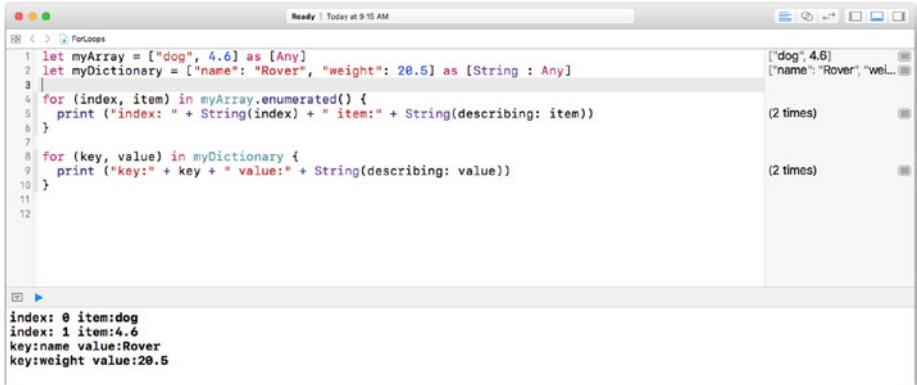 Ready | Today at 9:15 AM
ForLoops
1 let myArray = ["dog", 4.6] as [Any]
["dog", 4.6]
2 let myDictionary = ["name": "Rover", "weight": 20.5] as [String : Any]
["name": "Rover", "wei...
3
4 for (index, item) in myArray.enumerated() {
5 print ("index: " + String(index) + " item:" + String(describing: item))
(2 times)
6 }
7
8 for (key, value) in myDictionary {
9 print ("key:" + key + " value:" + String(describing: value))
(2 times)
10 }
11
12
index: 0 item:dog
index: 1 item:4.6
key:name value:Rover
key:weight value:20.5